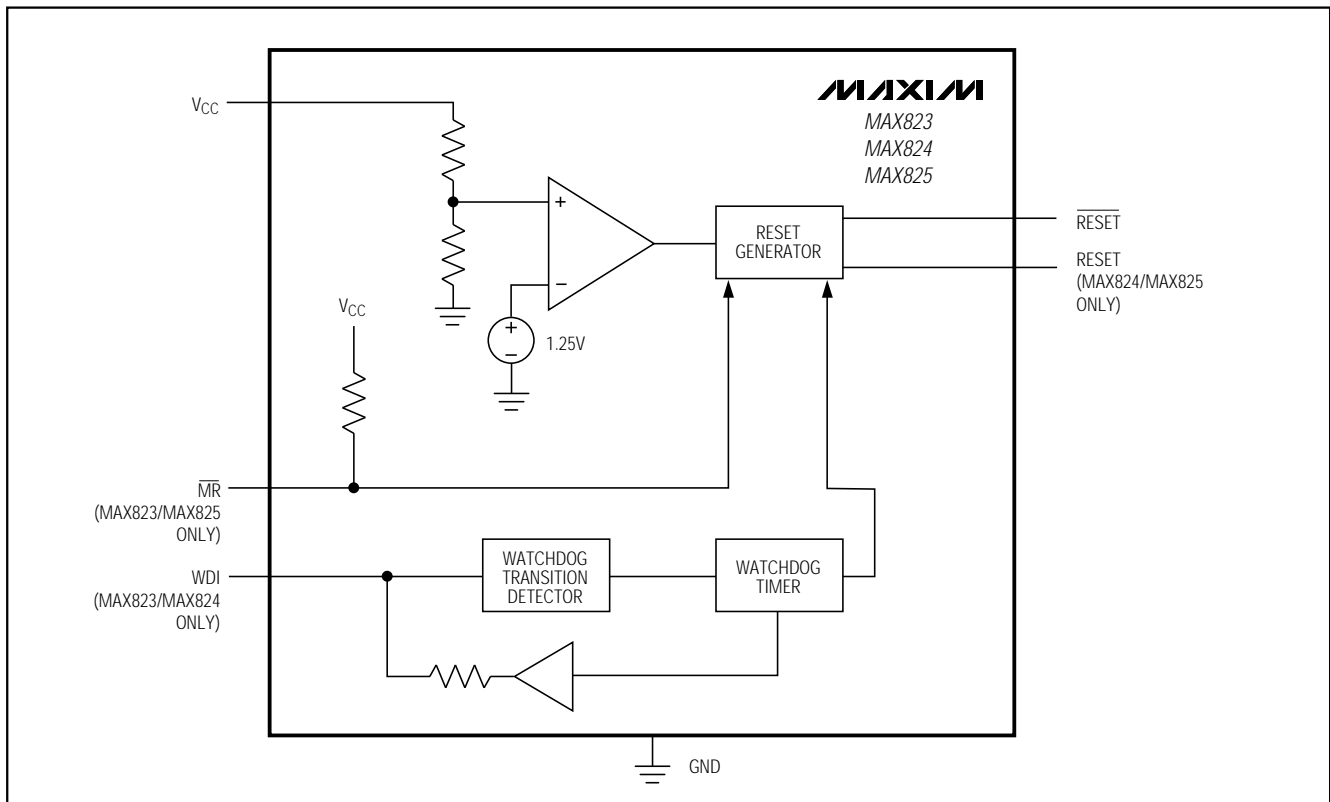 MAXIM
MAX823
MAX824
MAX825
VCC
+
−
RESET
GENERATOR
RESET
RESET
(MAX824/MAX825
ONLY)
VCC
+
−
1.25V
MR
(MAX823/MAX825
ONLY)
WDI
(MAX823/MAX824
ONLY)
WATCHDOG
TRANSITION
DETECTOR
WATCHDOG
TIMER
GND